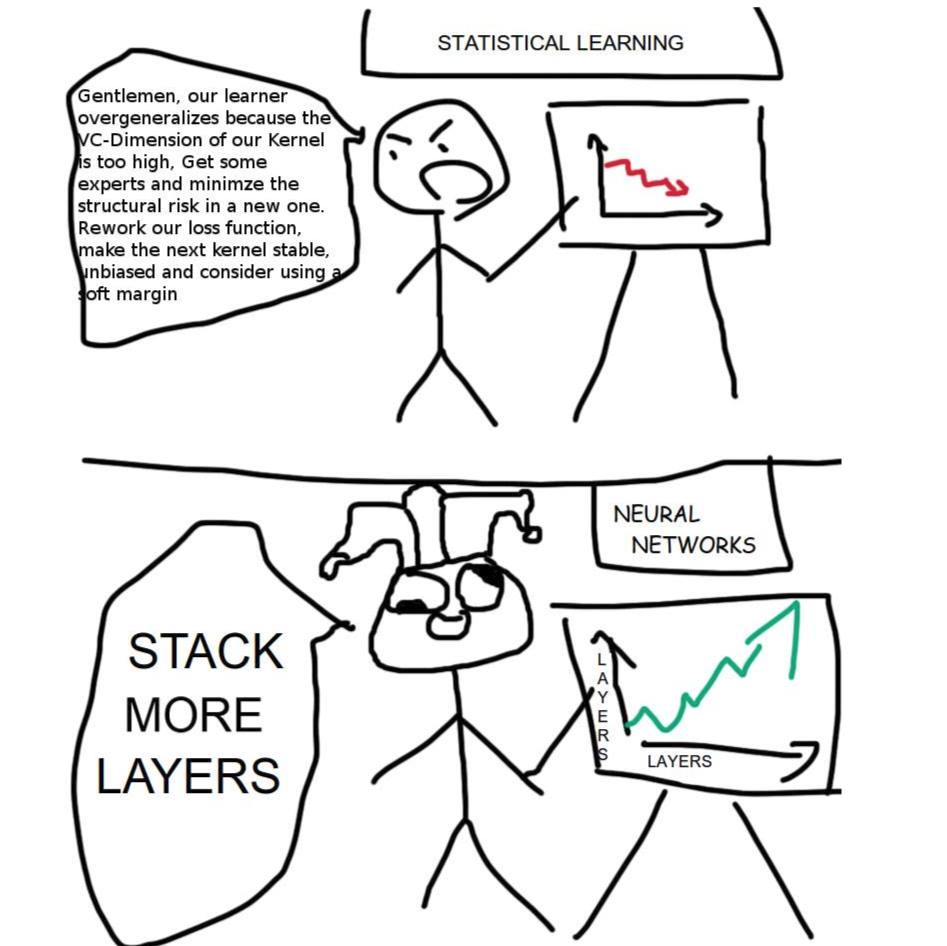 STATISTICAL LEARNING
Gentlemen, our learner
overgeneralizes because the
VC-Dimension of our Kernel
is too high, Get some
experts and minimze the
structural risk in a new one.
Rework our loss function,
make the next kernel stable,
unbiased and consider using a
soft margin
NEURAL
NETWORKS
STACK
MORE
LAYERS
LAYERS
LAYERS